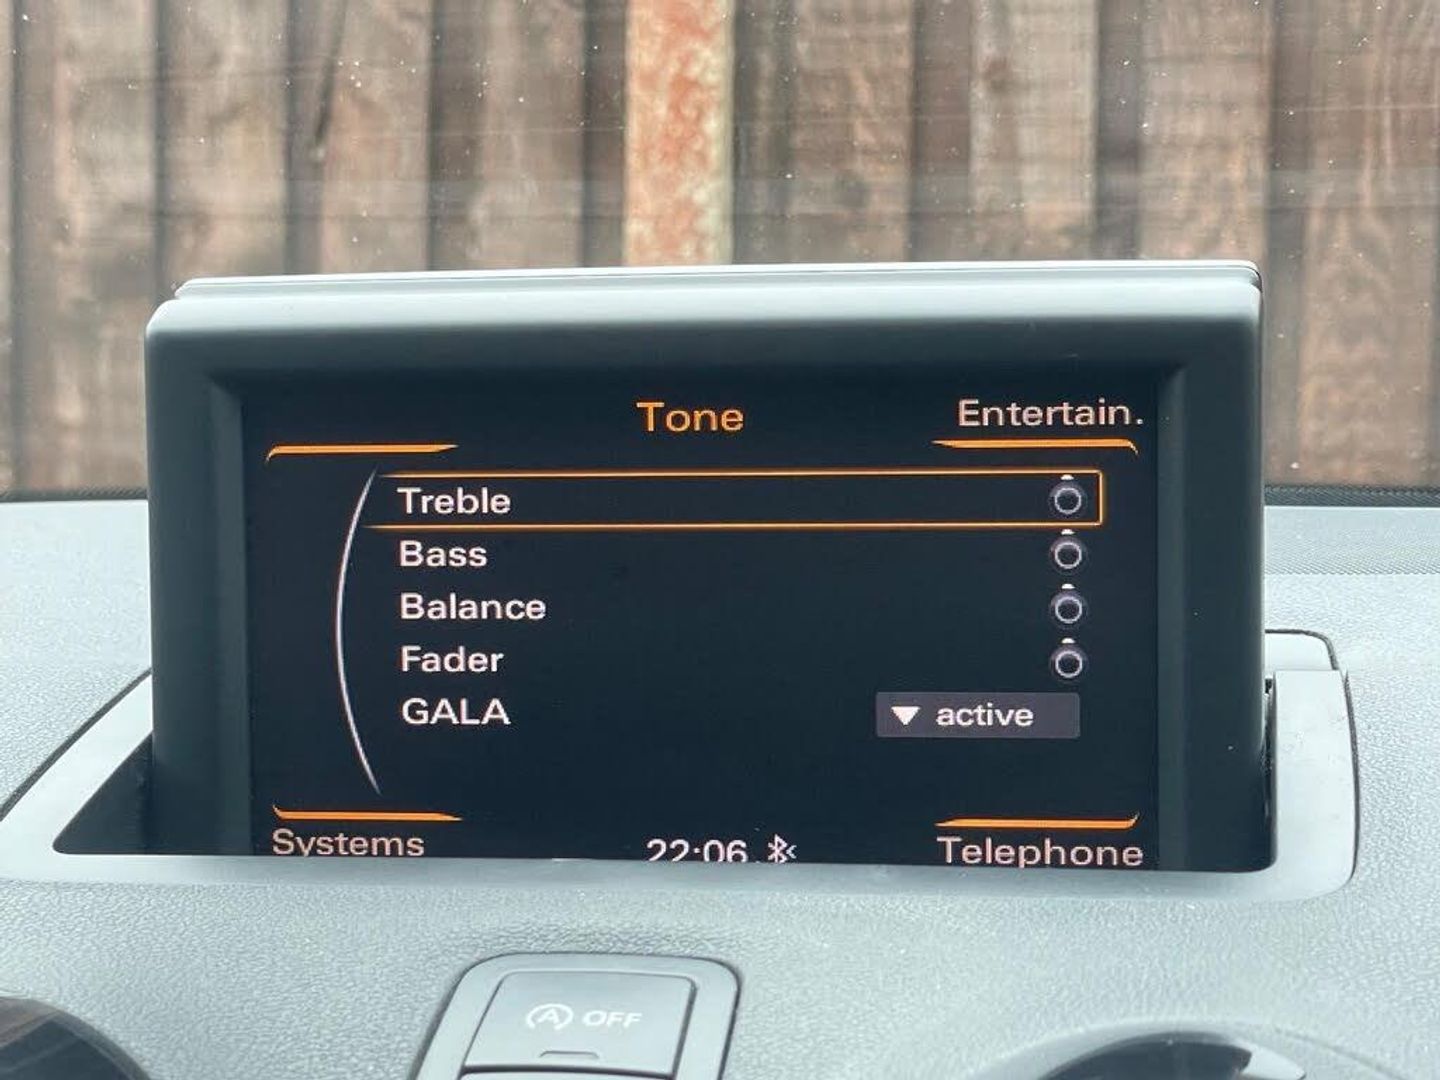 Tone
Entertain.
Treble
Bass
Balance
Fader
GALA
active
Systems
22:06
Telephone
A OFF